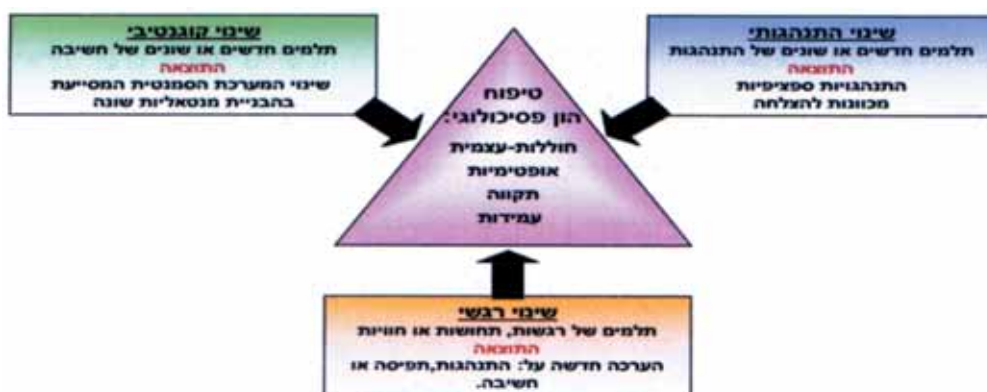 שינוי התנהגותי
תלמים חדשים או שונים של התנהגות
התוצאה
התנהגויות ספציפיות
מכוונות להצלחה
שינוי קוגנטיבי
תלמים חדשים או שונים של חשיבה
התוצאה
שינוי המערכת הסמנטית המסייעת
בהבניית מנטאליות שונה
טיפוח
הון פסיכולוגי:
חוללות-עצמית
אופטימיות
תקווה
עמידות
שינוי רגשי
תלמים של רגשות, תחושות או חוויות
התוצאה
הערכה חדשה על: התנהגות,תפיסה או
חשיבה.